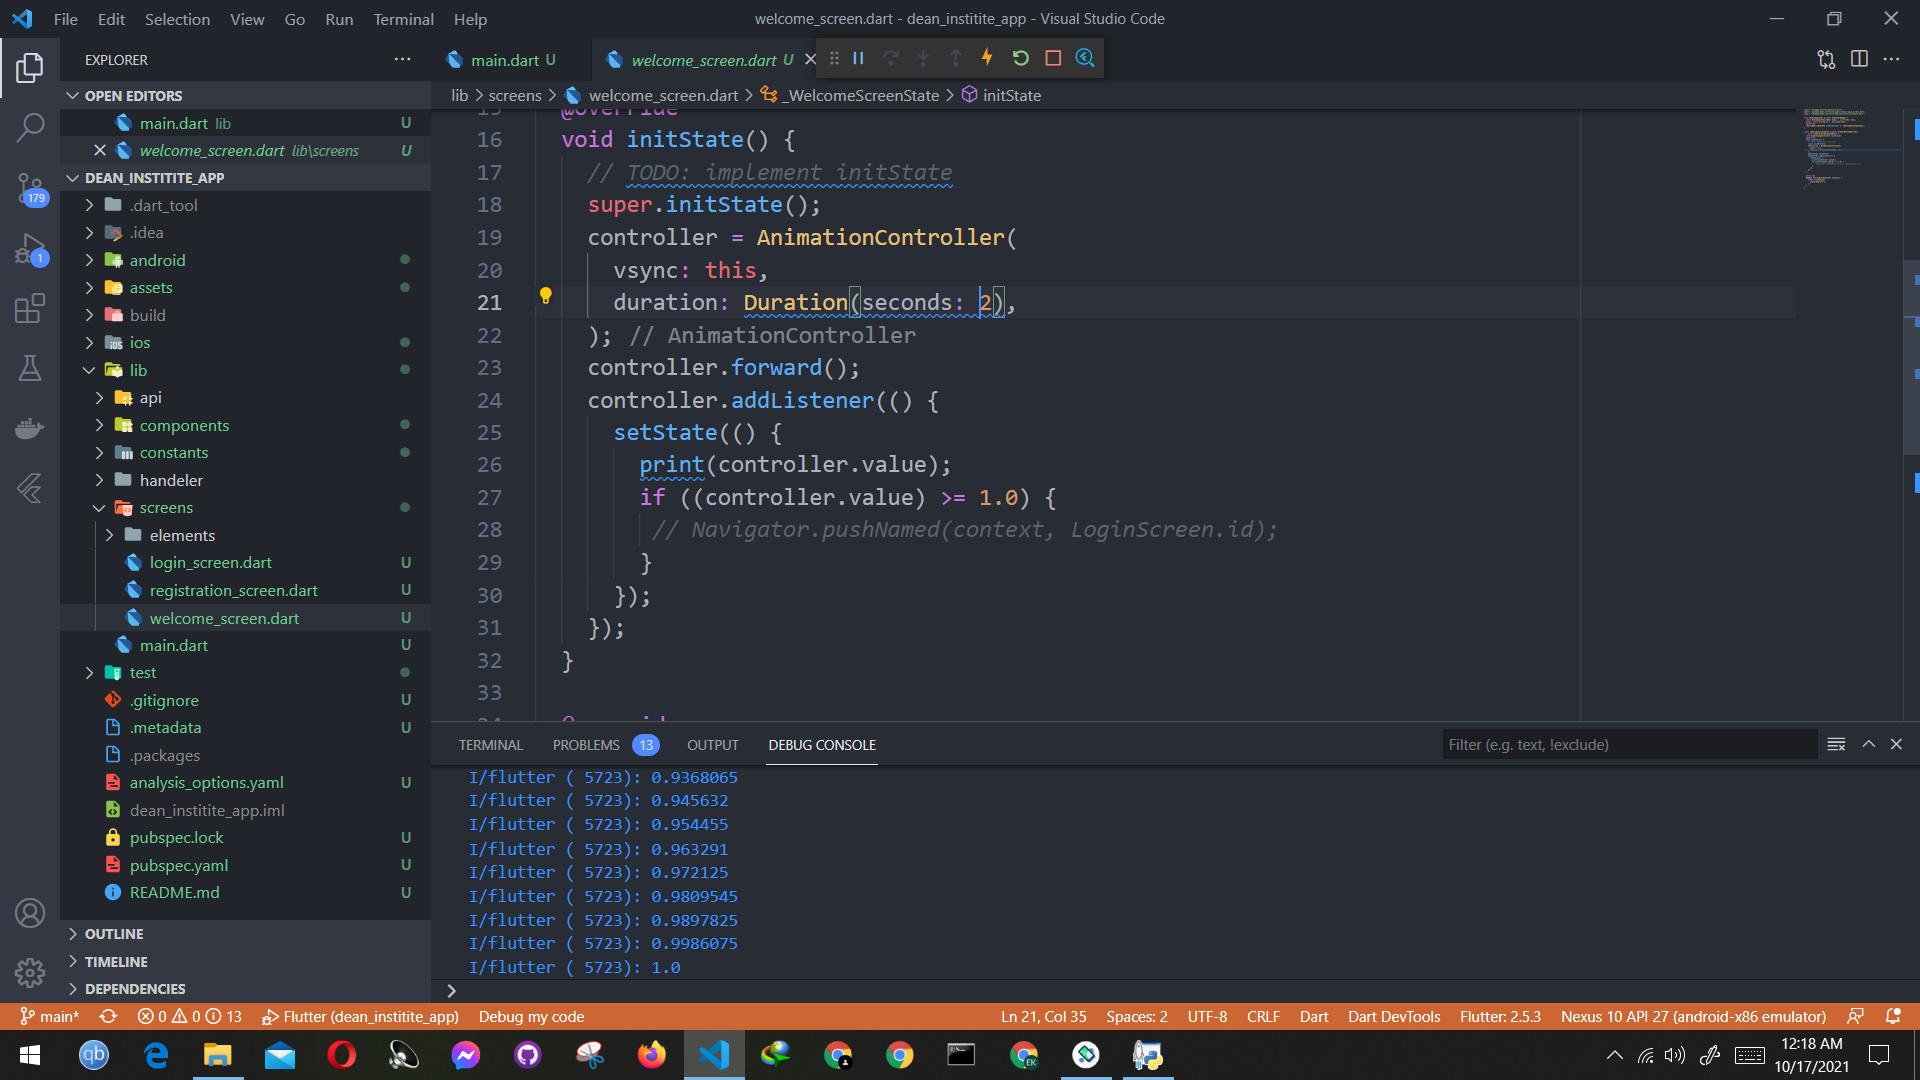 File Edit Selection View Go Run Terminal Help
welcome_screen.dart - dean_institite_app - Visual Studio Code
EXPLORER
main.dart U
welcome_screen.dart U
OPEN EDITORS
lib > screens > welcome_screen.dart > _WelcomeScreenState > initState
main.dart lib U
welcome_screen.dart lib\screens U
DEAN_INSTITITE_APP
.dart_tool
.idea
android
assets
build
ios
lib
api
components
constants
handeler
screens
elements
login_screen.dart U
registration_screen.dart U
welcome_screen.dart U
main.dart U
test
.gitignore U
.metadata U
.packages
analysis_options.yaml U
dean_institite_app.iml
pubspec.lock U
pubspec.yaml U
README.md U
OUTLINE
TIMELINE
DEPENDENCIES
179
1
15 @override
16 void initState() {
17 // TODO: implement initState
18 super.initState();
19 controller = AnimationController(
20 vsync: this,
21 duration: Duration(seconds: 2),
22 ); // AnimationController
23 controller.forward();
24 controller.addListener(() {
25 setState(() {
26 print(controller.value);
27 if ((controller.value) >= 1.0) {
28 // Navigator.pushNamed(context, LoginScreen.id);
29 }
30 });
31 });
32 }
33
TERMINAL PROBLEMS 13 OUTPUT DEBUG CONSOLE
Filter (e.g. text, !exclude)
I/flutter ( 5723): 0.9368065
I/flutter ( 5723): 0.945632
I/flutter ( 5723): 0.954455
I/flutter ( 5723): 0.963291
I/flutter ( 5723): 0.972125
I/flutter ( 5723): 0.9809545
I/flutter ( 5723): 0.9897825
I/flutter ( 5723): 0.9986075
I/flutter ( 5723): 1.0
main* 0 0 13 Flutter (dean_institite_app) Debug my code
Ln 21, Col 35 Spaces: 2 UTF-8 CRLF Dart Dart DevTools Flutter: 2.5.3 Nexus 10 API 27 (android-x86 emulator)
qb
EK
12:18 AM
10/17/2021